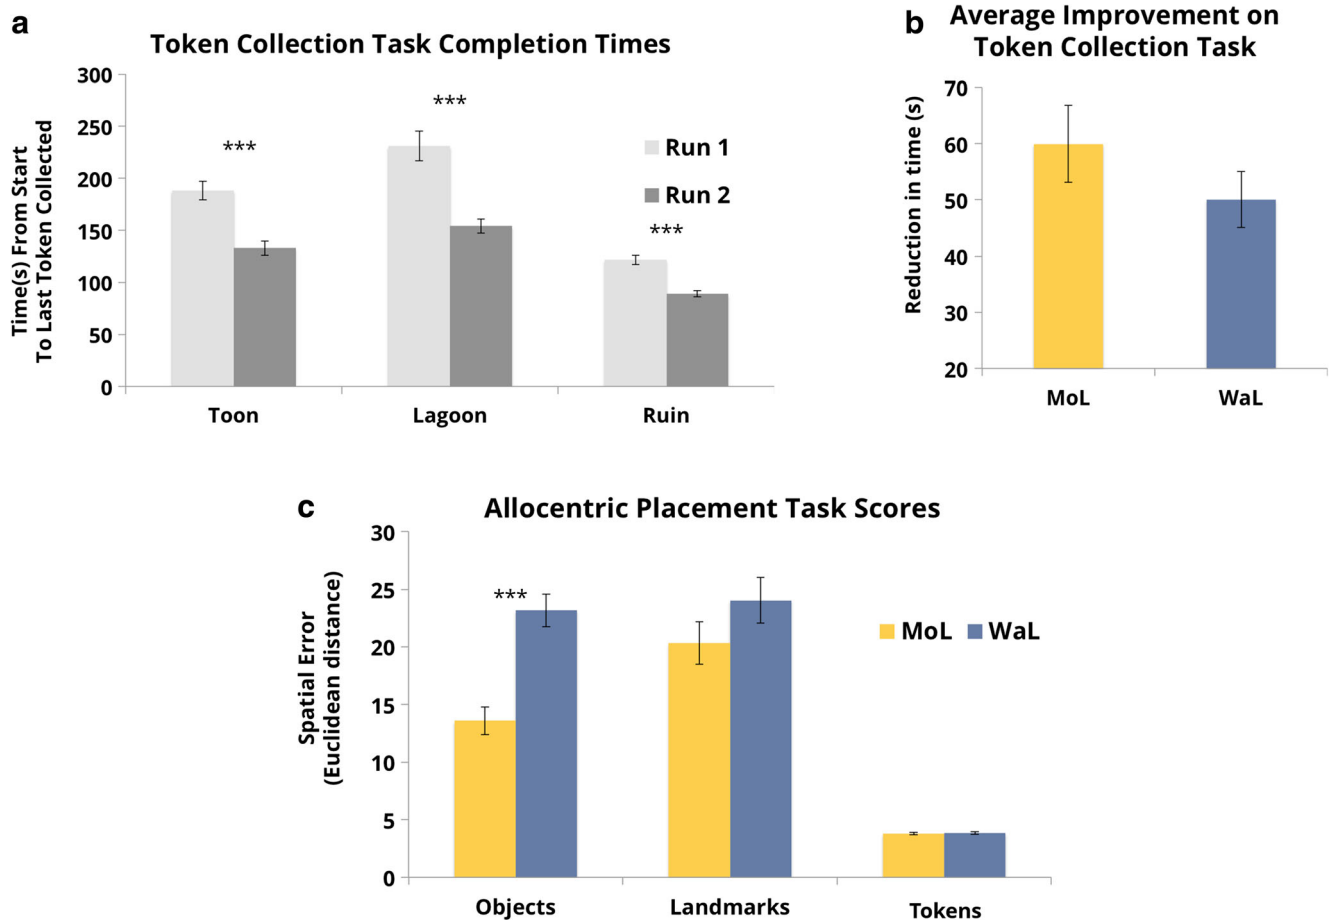 a
Token Collection Task Completion Times
Time(s) From Start
To Last Token Collected
300
250
200
150
100
50
0
***
***
***
Run 1
Run 2
Toon
Lagoon
Ruin
b
Average Improvement on
Token Collection Task
Reduction in time (s)
70
60
50
40
30
20
MoL
WaL
c
Allocentric Placement Task Scores
Spatial Error
(Euclidean distance)
30
25
20
15
10
5
0
***
MoL
WaL
Objects
Landmarks
Tokens